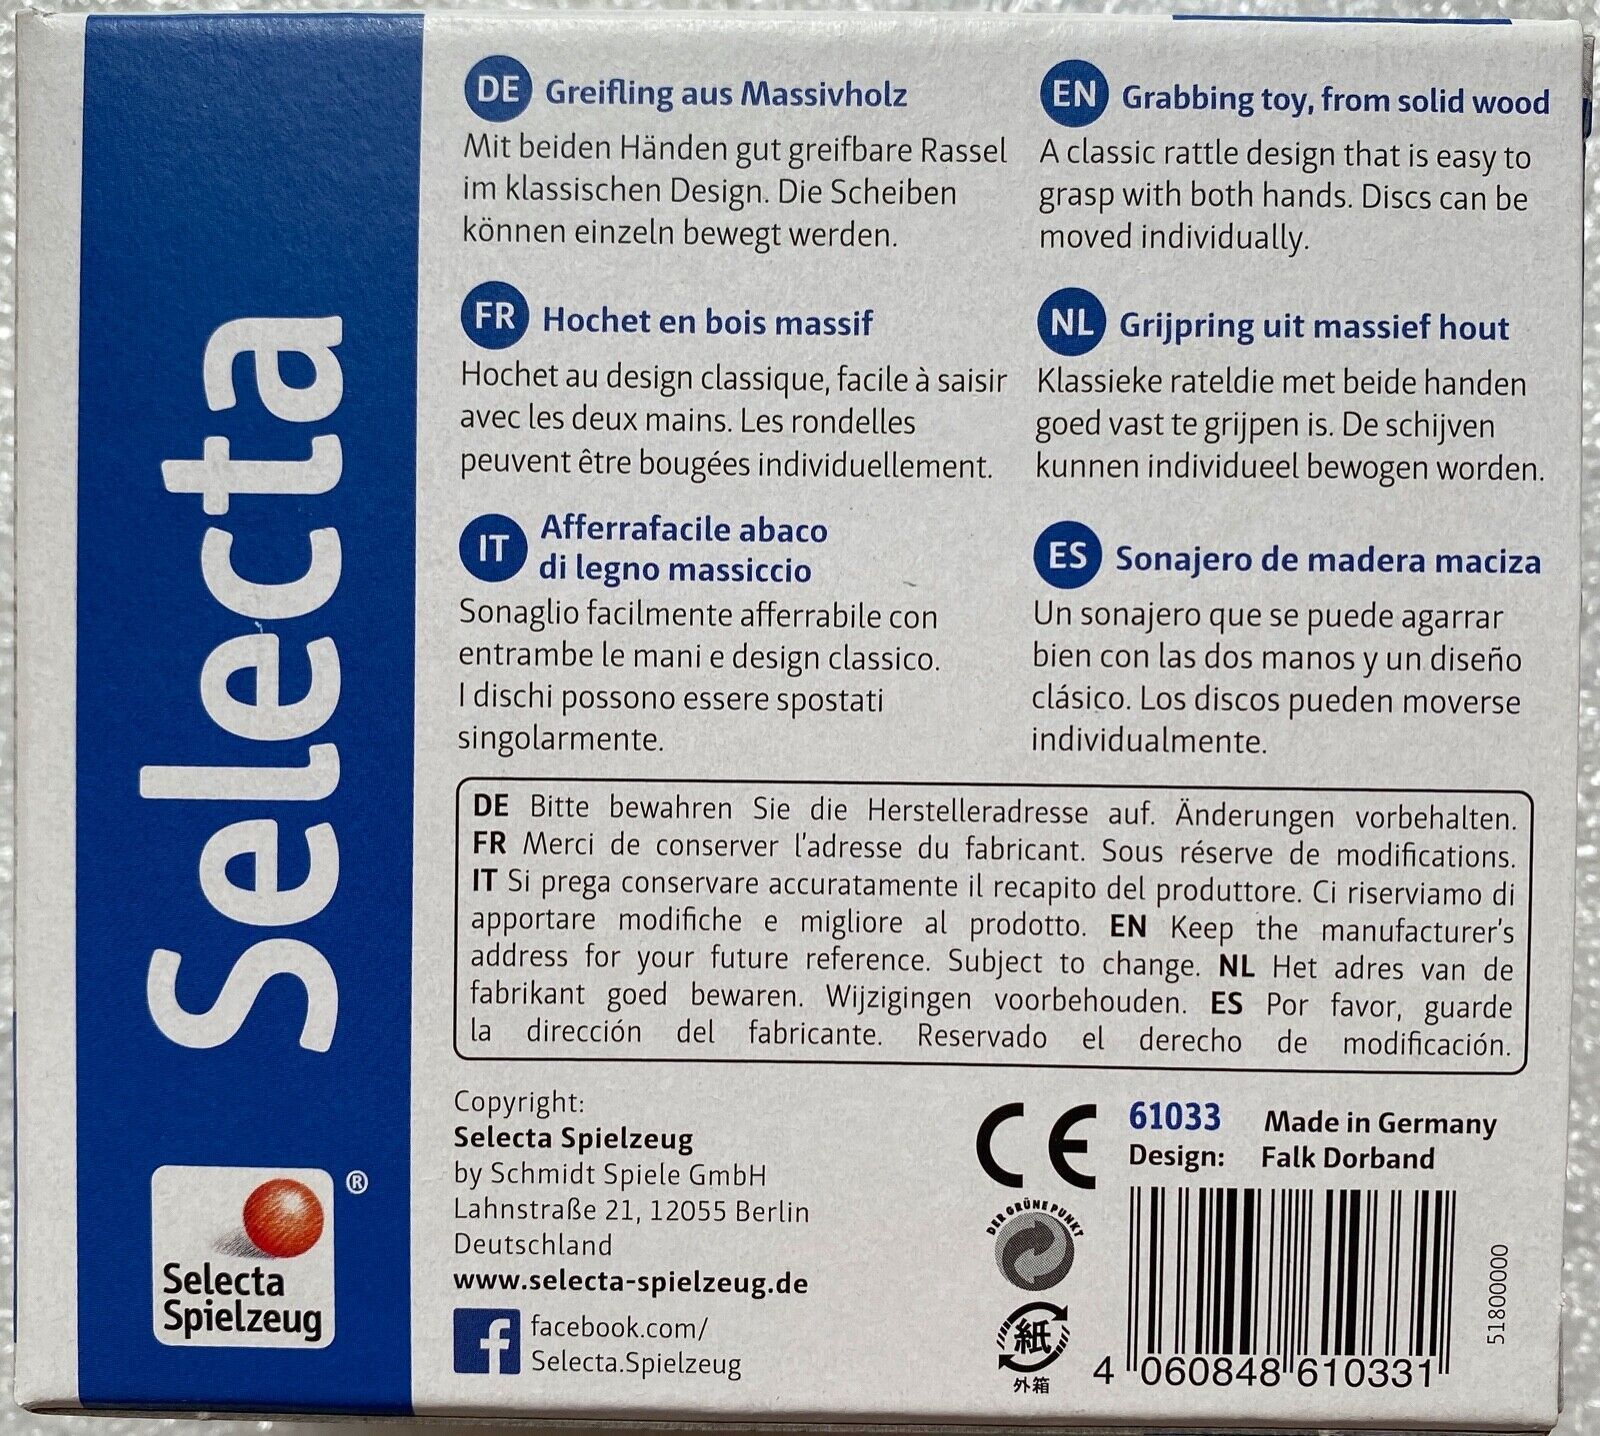 Selecta
®
Selecta
Spielzeug
DE Greifling aus Massivholz
Mit beiden Händen gut greifbare Rassel
im klassischen Design. Die Scheiben
können einzeln bewegt werden.
EN Grabbing toy, from solid wood
A classic rattle design that is easy to
grasp with both hands. Discs can be
moved individually.
FR Hochet en bois massif
Hochet au design classique, facile à saisir
avec les deux mains. Les rondelles
peuvent être bougées individuellement.
NL Grijpring uit massief hout
Klassieke rateldie met beide handen
goed vast te grijpen is. De schijven
kunnen individueel bewogen worden.
IT Afferrafacile abaco
di legno massiccio
Sonaglio facilmente afferrabile con
entrambe le mani e design classico.
I dischi possono essere spostati
singolarmente.
ES Sonajero de madera maciza
Un sonajero que se puede agarrar
bien con las dos manos y un diseño
clásico. Los discos pueden moverse
individualmente.
DE Bitte bewahren Sie die Herstelleradresse auf. Änderungen vorbehalten.
FR Merci de conserver l'adresse du fabricant. Sous réserve de modifications.
IT Si prega conservare accuratamente il recapito del produttore. Ci riserviamo di
apportare modifiche e migliore al prodotto. EN Keep the manufacturer's
address for your future reference. Subject to change. NL Het adres van de
fabrikant goed bewaren. Wijzigingen voorbehouden. ES Por favor, guarde
la dirección del fabricante. Reservado el derecho de modificación.
Copyright:
Selecta Spielzeug
by Schmidt Spiele GmbH
Lahnstraße 21, 12055 Berlin
Deutschland
www.selecta-spielzeug.de
f facebook.com/
Selecta.Spielzeug
CE
DER GRÜNE PUNKT
紙
外箱
61033 Made in Germany
Design: Falk Dorband
4 060848 610331
51800000